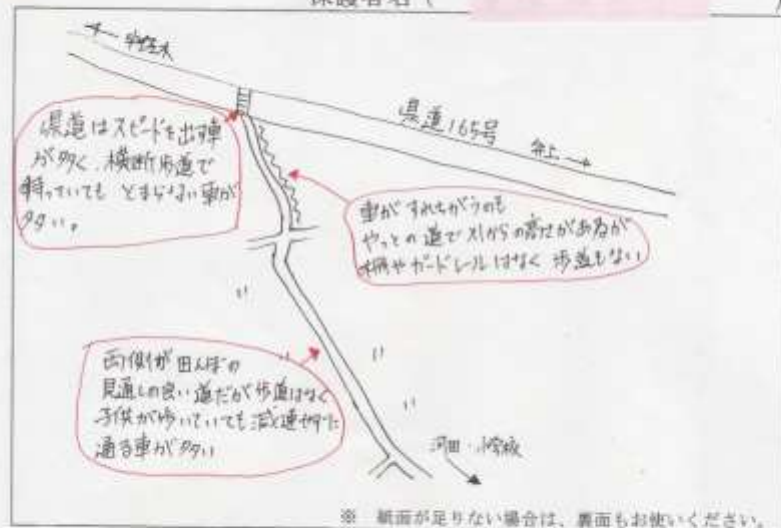 保護者名(
県道165号
県道はスピードを出す車
が多く、横断歩道で
待っていても とまらない車が
多い。
車がすれちがうのも
やっとの道で 川からの高さがあるが
柵やガードレールはなく 歩道もない
両側が田んぼの
見通しの良い道だが歩道はなく
子供が歩いていても 減速せずに
通る車が多い
河田・小学校
※ 紙面が足りない場合は、裏面もお使いください。